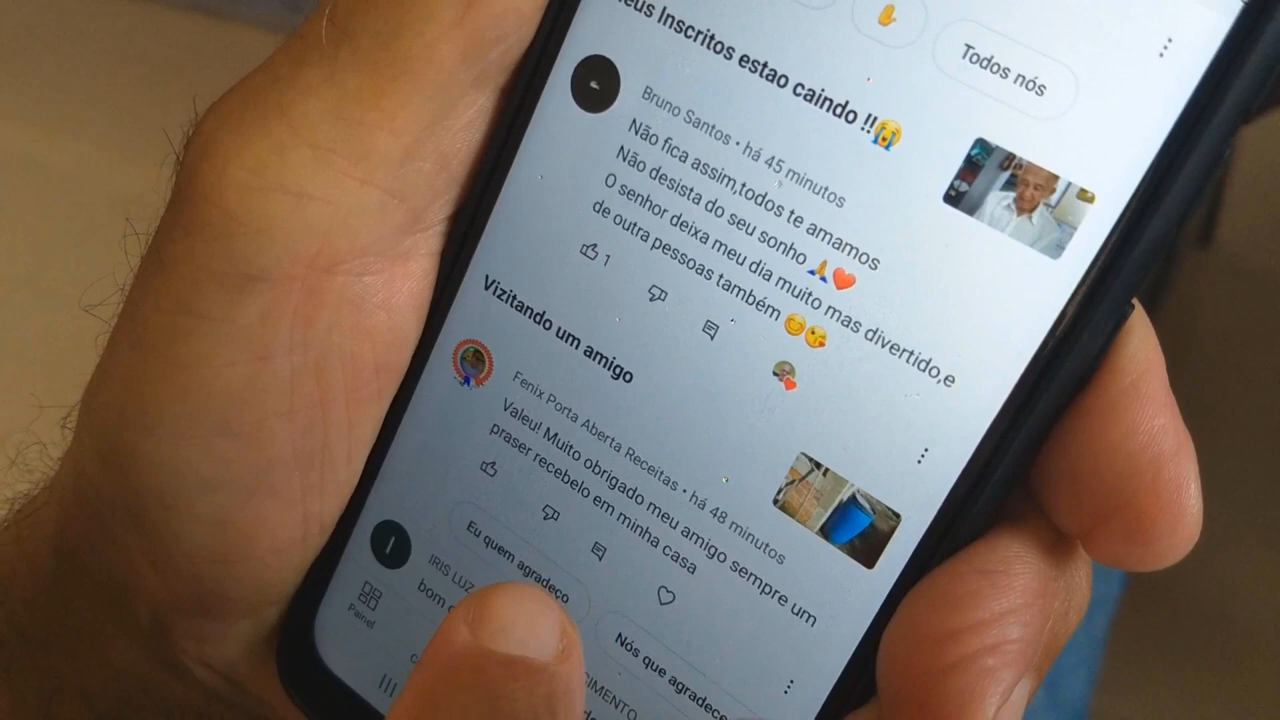 Todos nós
eus Inscritos estao caindo !!😭
Bruno Santos • há 45 minutos
Não fica assim,todos te amamos
Não desista do seu sonho 🙏❤️
O senhor deixa meu dia muito mas divertido,e
de outra pessoas também 😊😘
1
Vizitando um amigo
Fenix Porta Aberta Receitas • há 48 minutos
Valeu! Muito obrigado meu amigo sempre um
praser recebelo em minha casa
Eu quem agradeço
Nós que agradece
IRIS LUZ
bom
Painel